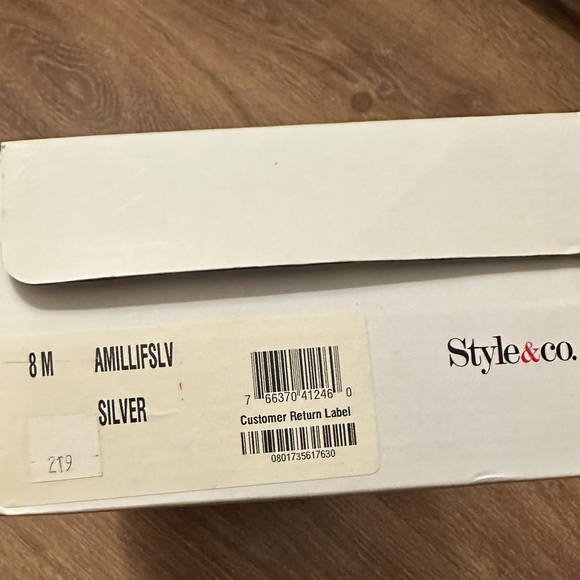 Style&co.
8 M AMILLIFSLV
SILVER
7 66370 41246 0
Customer Return Label
0801735617630
219